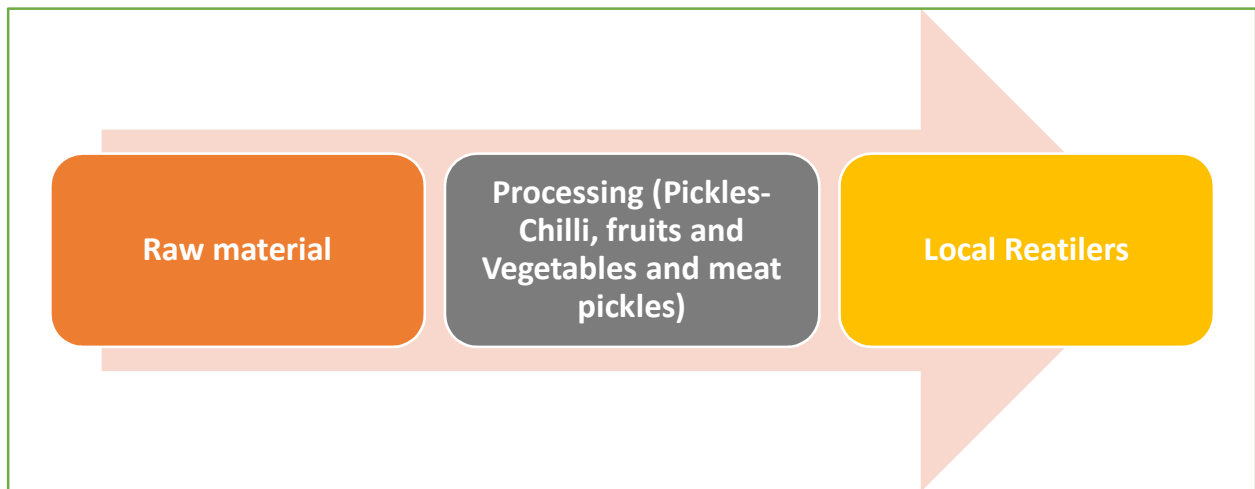 Raw material
Processing (Pickles-
Chilli, fruits and
Vegetables and meat
pickles)
Local Reatilers